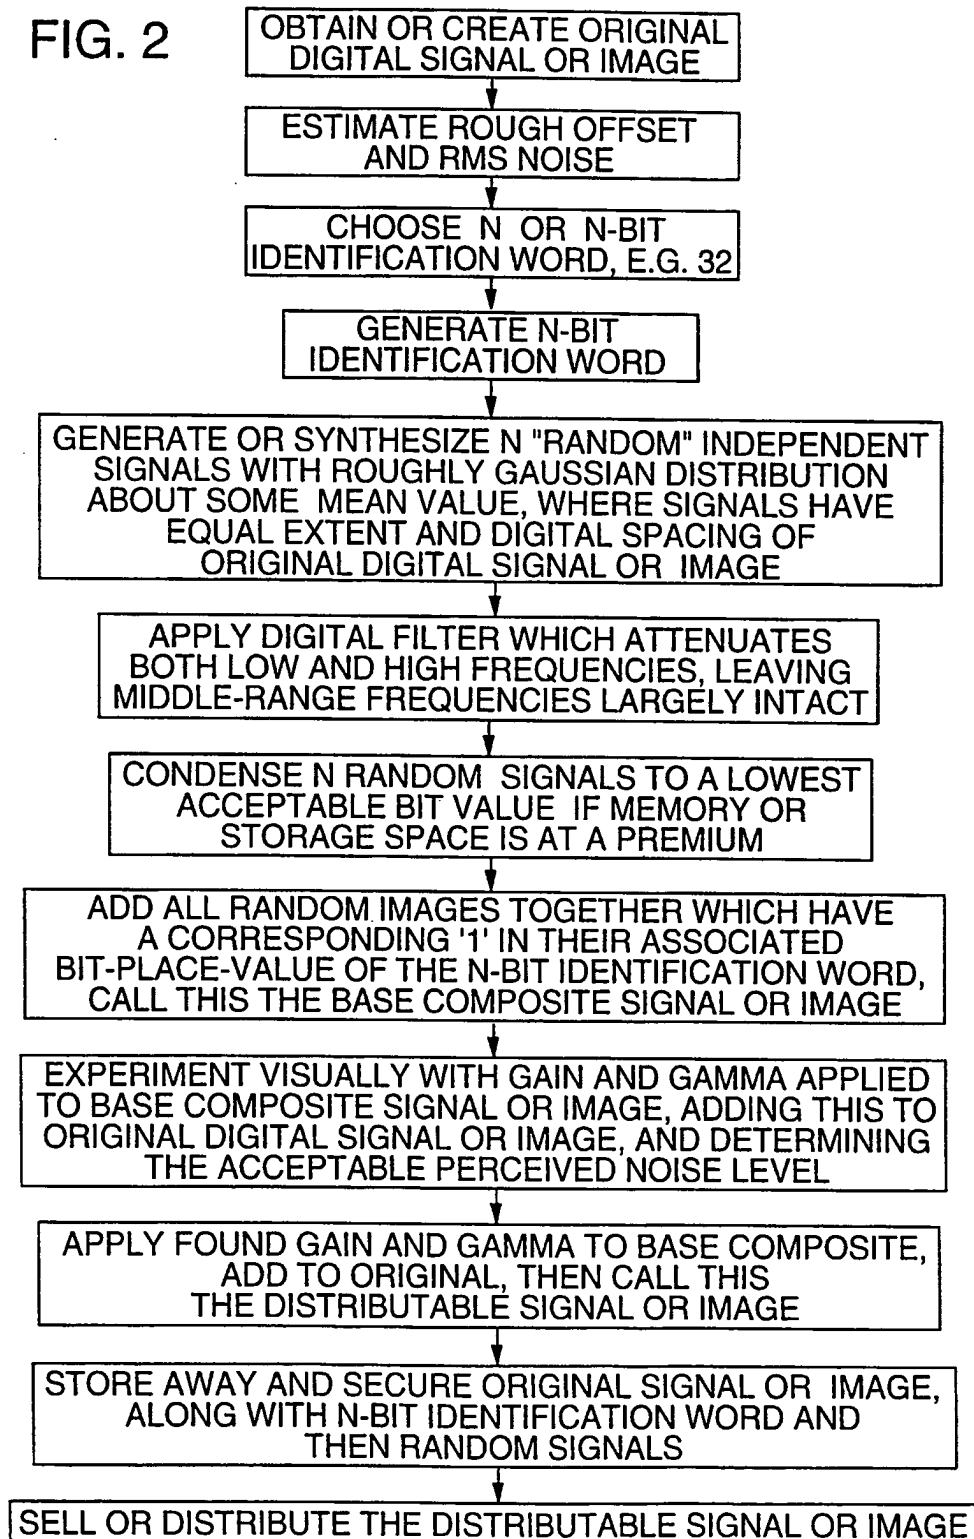 FIG. 2
OBTAIN OR CREATE ORIGINAL
DIGITAL SIGNAL OR IMAGE
ESTIMATE ROUGH OFFSET
AND RMS NOISE
CHOOSE N OR N-BIT
IDENTIFICATION WORD, E.G. 32
GENERATE N-BIT
IDENTIFICATION WORD
GENERATE OR SYNTHESIZE N "RANDOM" INDEPENDENT
SIGNALS WITH ROUGHLY GAUSSIAN DISTRIBUTION
ABOUT SOME MEAN VALUE, WHERE SIGNALS HAVE
EQUAL EXTENT AND DIGITAL SPACING OF
ORIGINAL DIGITAL SIGNAL OR IMAGE
APPLY DIGITAL FILTER WHICH ATTENUATES
BOTH LOW AND HIGH FREQUENCIES, LEAVING
MIDDLE-RANGE FREQUENCIES LARGELY INTACT
CONDENSE N RANDOM SIGNALS TO A LOWEST
ACCEPTABLE BIT VALUE IF MEMORY OR
STORAGE SPACE IS AT A PREMIUM
ADD ALL RANDOM IMAGES TOGETHER WHICH HAVE
A CORRESPONDING '1' IN THEIR ASSOCIATED
BIT-PLACE-VALUE OF THE N-BIT IDENTIFICATION WORD,
CALL THIS THE BASE COMPOSITE SIGNAL OR IMAGE
EXPERIMENT VISUALLY WITH GAIN AND GAMMA APPLIED
TO BASE COMPOSITE SIGNAL OR IMAGE, ADDING THIS TO
ORIGINAL DIGITAL SIGNAL OR IMAGE, AND DETERMINING
THE ACCEPTABLE PERCEIVED NOISE LEVEL
APPLY FOUND GAIN AND GAMMA TO BASE COMPOSITE,
ADD TO ORIGINAL, THEN CALL THIS
THE DISTRIBUTABLE SIGNAL OR IMAGE
STORE AWAY AND SECURE ORIGINAL SIGNAL OR IMAGE,
ALONG WITH N-BIT IDENTIFICATION WORD AND
THEN RANDOM SIGNALS
SELL OR DISTRIBUTE THE DISTRIBUTABLE SIGNAL OR IMAGE